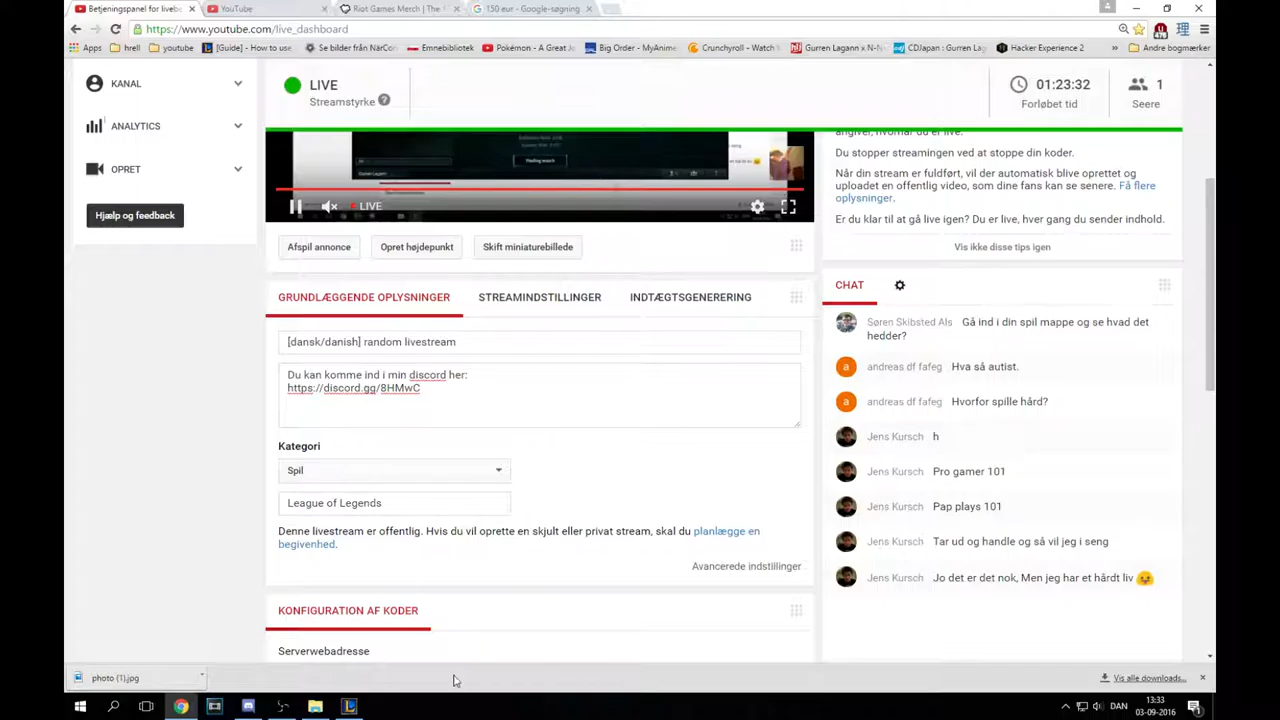 Betjeningspanel for livebe
YouTube
Riot Games Merch | The
150 eur - Google-søgning
https://www.youtube.com/live_dashboard
Apps
hrell
youtube
[Guide] - How to use
Se bilder från NärCon
Emnebibliotek
Pokémon - A Great Jo
Big Order - MyAnime
Crunchyroll - Watch
Gurren Lagann x N-N
CDJapan : Gurren Lag
Hacker Experience 2
»
Andre bogmærker
KANAL
ANALYTICS
OPRET
Hjælp og feedback
LIVE
Streamstyrke
01:23:32
Forløbet tid
1
Seere
Finding match
LIVE
Afspil annonce
Opret højdepunkt
Skift miniaturebillede
GRUNDLÆGGENDE OPLYSNINGER
STREAMINDSTILLINGER
INDTÆGTSGENERERING
[dansk/danish] random livestream
Du kan komme ind i min discord her:
https://discord.gg/8HMwC
Kategori
Spil
League of Legends
Denne livestream er offentlig. Hvis du vil oprette en skjult eller privat stream, skal du planlægge en
begivenhed.
Avancerede indstillinger
KONFIGURATION AF KODER
Serverwebadresse
angiver, hvornår du er live.
Du stopper streamingen ved at stoppe din koder.
Når din stream er fuldført, vil der automatisk blive oprettet og
uploadet en offentlig video, som dine fans kan se senere. Få flere
oplysninger.
Er du klar til at gå live igen? Du er live, hver gang du sender indhold.
Vis ikke disse tips igen
CHAT
Søren Skibsted Als Gå ind i din spil mappe og se hvad det
hedder?
andreas df fafeg Hva så autist.
andreas df fafeg Hvorfor spille hård?
Jens Kursch h
Jens Kursch Pro gamer 101
Jens Kursch Pap plays 101
Jens Kursch Tar ud og handle og så vil jeg i seng
Jens Kursch Jo det er det nok, Men jeg har et hårdt liv
photo (1).jpg
Vis alle downloads...
DAN
13:33
03-09-2016